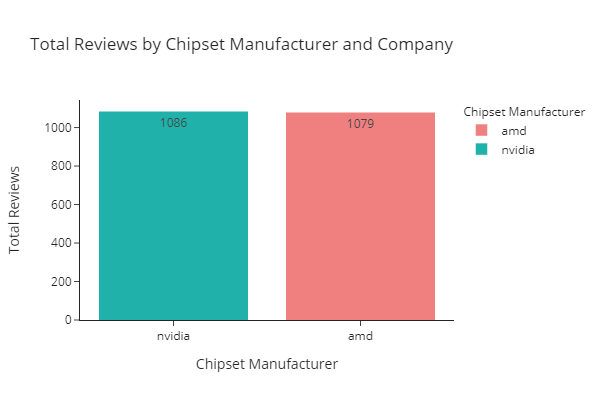 Total Reviews by Chipset Manufacturer and Company
Total Reviews
1000
800
600
400
200
0
1086
1079
nvidia
amd
Chipset Manufacturer
Chipset Manufacturer
amd
nvidia